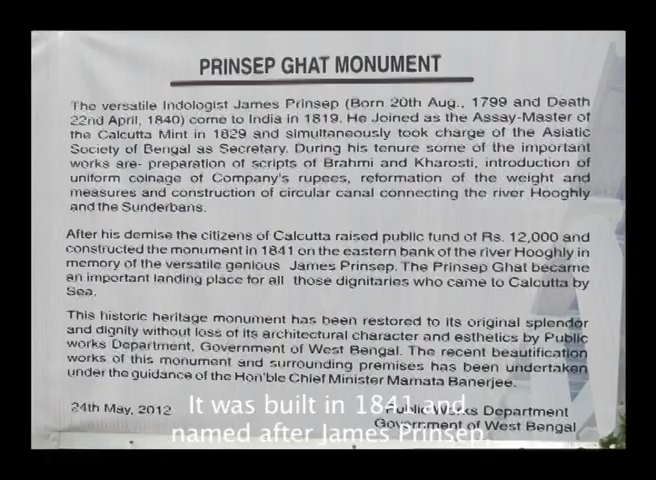 PRINSEP GHAT MONUMENT
The versatile Indologist James Prinsep (Born 20th Aug., 1799 and Death
22nd April, 1840) come to India in 1819. He Joined as the Assay-Master of
the Calcutta Mint in 1829 and simultaneously took charge of the Asiatic
Society of Bengal as Secretary. During his tenure some of the important
works are- preparation of scripts of Brahmi and Kharosti, introduction of
uniform coinage of Company's rupees, reformation of the weight and
measures and construction of circular canal connecting the river Hooghly
and the Sunderbans.
After his demise the citizens of Calcutta raised public fund of Rs. 12,000 and
constructed the monument in 1841 on the eastern bank of the river Hooghly in
memory of the versatile genious James Prinsep. The Prinsep Ghat became
an important landing place for all those dignitaries who came to Calcutta by
Sea.
This historic heritage monument has been restored to its original splendor
and dignity without loss of its architectural character and esthetics by Public
works Department, Government of West Bengal. The recent beautification
works of this monument and surrounding premises has been undertaken
under the guidance of the Hon'ble Chief Minister Mamata Banerjee.
24th May, 2012
Public Works Department
Government of West Bengal
It was built in 1841 and
named after James Prinsep.